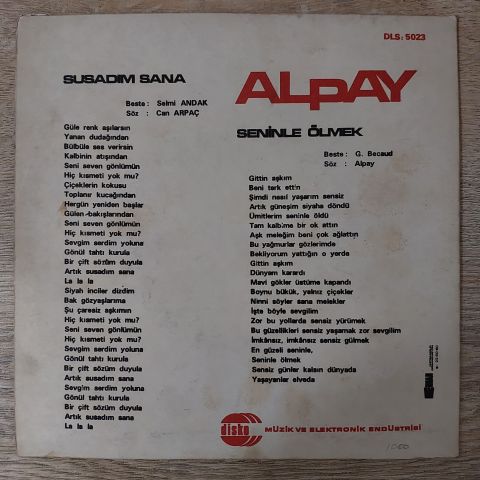 DLS: 5023
ALPAY
SUSADIM SANA
Beste : Selmi ANDAK
Söz : Can ARPAÇ
Güle renk aşılarsın
Yanan dudağından
Bülbüle ses verirsin
Kalbinin atışından
Seni seven gönlümün
Hiç kısmeti yok mu?
Çiçeklerin kokusu
Toplanır kucağından
Hergün yeniden başlar
Gülen-bakışlarından
Seni seven gönlümün
Hiç kısmeti yok mu?
Sevgim serdim yoluna
Gönül tahtı kurula
Bir çift sözüm duyula
Artık susadım sana
La la la
Siyah inciler dizdim
Bak gözyaşlarıma
Şu çaresiz aşkımın
Hiç kısmeti yok mu?
Seni seven gönlümün
Hiç kısmeti yok mu?
Sevgim serdim yoluna
Gönül tahtı kurula
Bir çift sözüm duyula
Artık susadım sana
Sevgim serdim yoluna
Gönül tahtı kurula
Bir çift sözüm duyula
Artık susadım sana
La la la
SENİNLE ÖLMEK
Beste : G. Becaud
Söz : Alpay
Gittin aşkım
Beni terk ettin
Şimdi nasıl yaşarım sensiz
Artık güneşim siyaha döndü
Ümitlerim seninle öldü
Tam kalbime bir ok attın
Aşk meleğim beni çok ağlattın
Bu yağmurlar gözlerimde
Bekliyorum yattığın o yerde
Gittin aşkım
Dünyam karardı
Mavi gökler üstüme kapandı
Boynu bükük, yalnız çiçekler
Ninni söyler sana melekler
İşte böyle sevgilim
Zor bu yollarda sensiz yürümek
Bu güzellikleri sensiz yaşamak zor sevgilim
İmkânsız, imkânsız sensiz gülmek
En güzeli seninle,
Seninle ölmek
Sensiz günler kalsın dünyada
Yaşayanlar elveda
disko
MÜZİK VE ELEKTRONİK ENDÜSTRİSİ